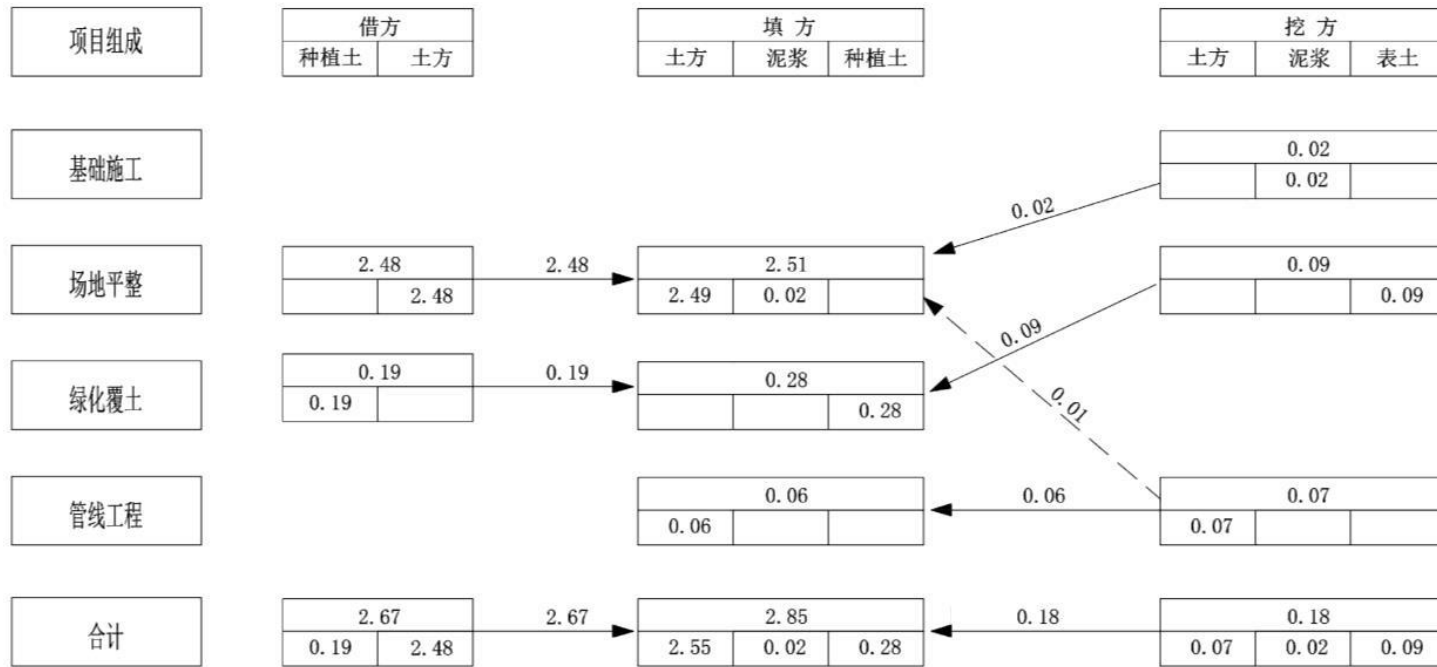 项目组成 借方 填方 挖方
种植土 土方 土方 泥浆 种植土 土方 泥浆 表土
基础施工 0.02
0.02
0.02
场地平整 2.48 2.48 2.51 0.09
2.48 2.49 0.02 0.09
0.09
绿化覆土 0.19 0.19 0.28
0.19 0.28
0.01
管线工程 0.06 0.06 0.07
0.06 0.07
合计 2.67 2.67 2.85 0.18 0.18
0.19 2.48 2.55 0.02 0.28 0.07 0.02 0.09